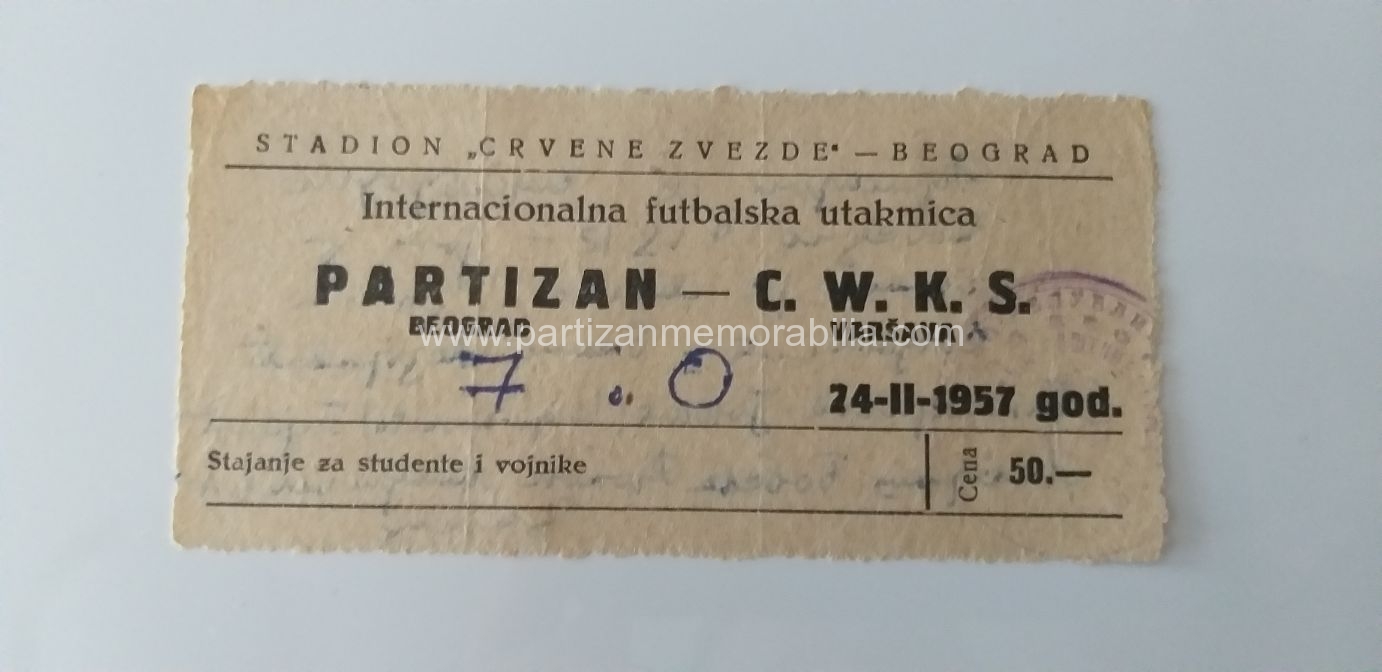 STADION „CRVENE ZVEZDE" — BEOGRAD
Internacionalna futbalska utakmica
PARTIZAN — C. W. K. S.
BEOGRAD
www.partizanmemorabilia.com
7 : 0
24-II-1957 god.
Stajanje za studente i vojnike
Cena 50.—